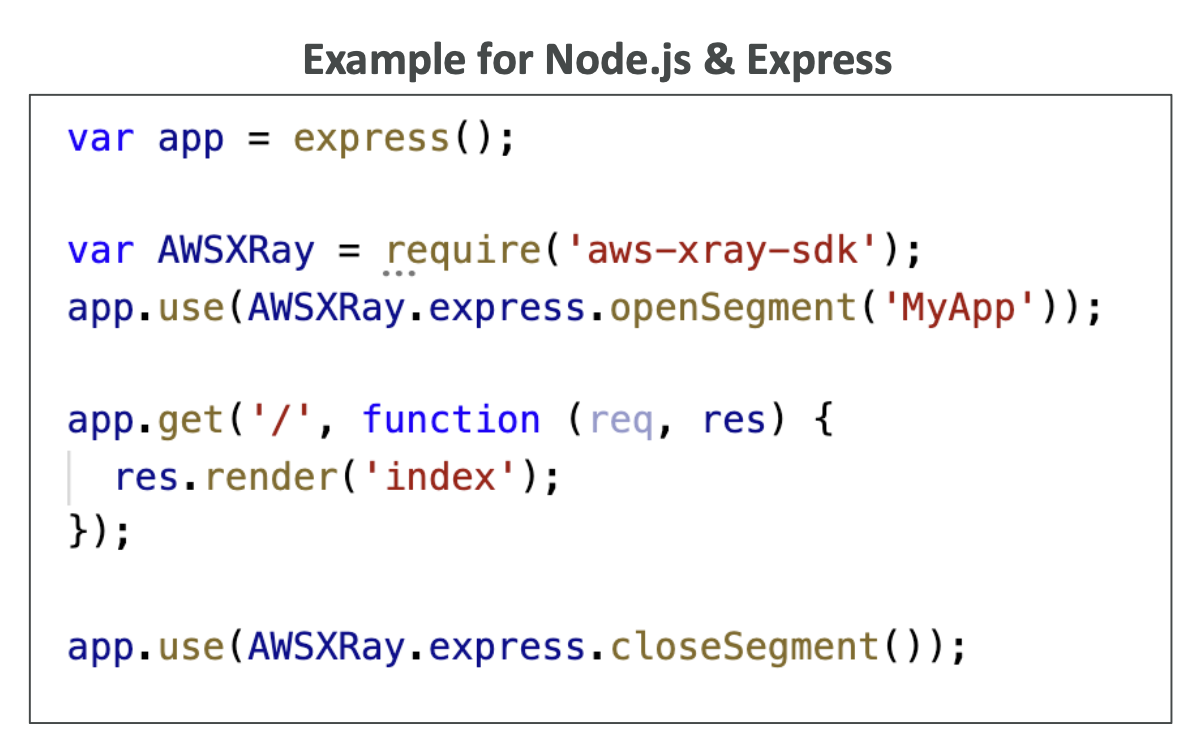 Example for Node.js & Express
var app = express();
var AWSXRay = require('aws-xray-sdk');
app.use(AWSXRay.express.openSegment('MyApp'));
app.get('/', function (req, res) {
  res.render('index');
});
app.use(AWSXRay.express.closeSegment());